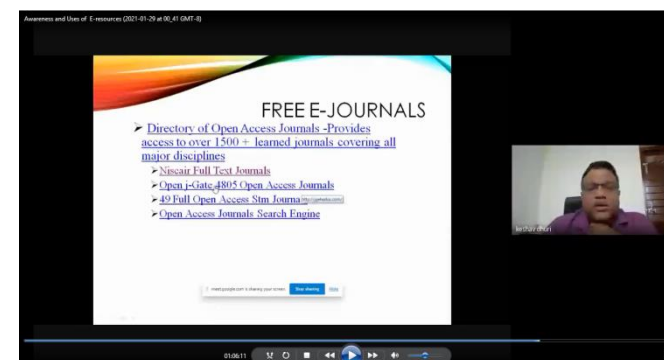 Awareness and Uses of E-resources (2021-01-29 at 00_41 GMT-8)
FREE E-JOURNALS
➢ Directory of Open Access Journals -Provides
access to over 1500 + learned journals covering all
major disciplines
➢ Niscair Full Text Journals
➢ Open j-Gate 4805 Open Access Journals
➢ 49 Full Open Access Stm Journa
➢ Open Access Journals Search Engine
meet.google.com is sharing your screen.
Stop sharing
Hide
01:06:11